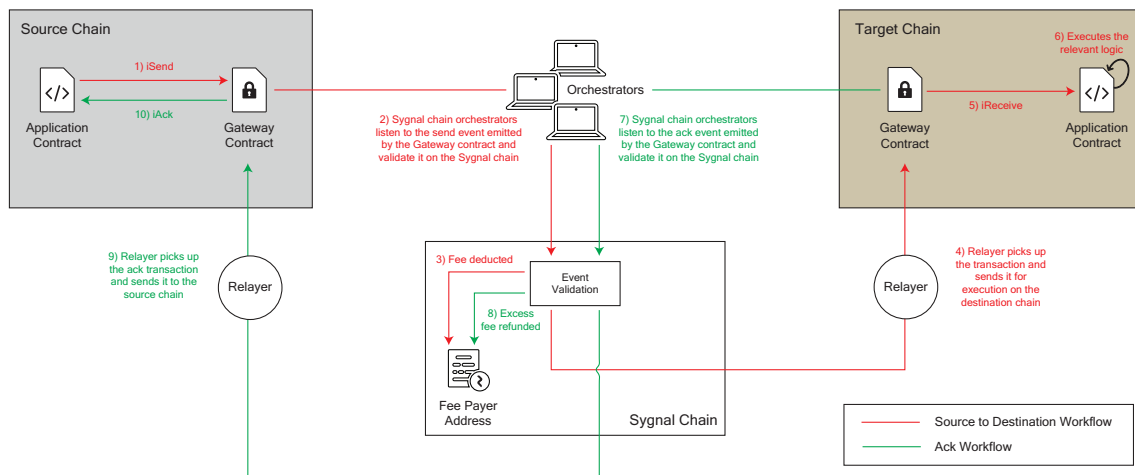 Source Chain
1) iSend
10) iAck
Application
Contract
Gateway
Contract
Orchestrators
2) Sygnal chain orchestrators
listen to the send event emitted
by the Gateway contract and
validate it on the Sygnal chain
7) Sygnal chain orchestrators
listen to the ack event emitted
by the Gateway contract and
validate it on the Sygnal chain
Target Chain
6) Executes the
relevant logic
5) iReceive
Gateway
Contract
Application
Contract
9) Relayer picks up
the ack transaction
and sends it to the
source chain
Relayer
3) Fee deducted
Event
Validation
8) Excess
fee refunded
Fee Payer
Address
Sygnal Chain
Relayer
4) Relayer picks up
the transaction and
sends it for
execution on the
destination chain
Source to Destination Workflow
Ack Workflow